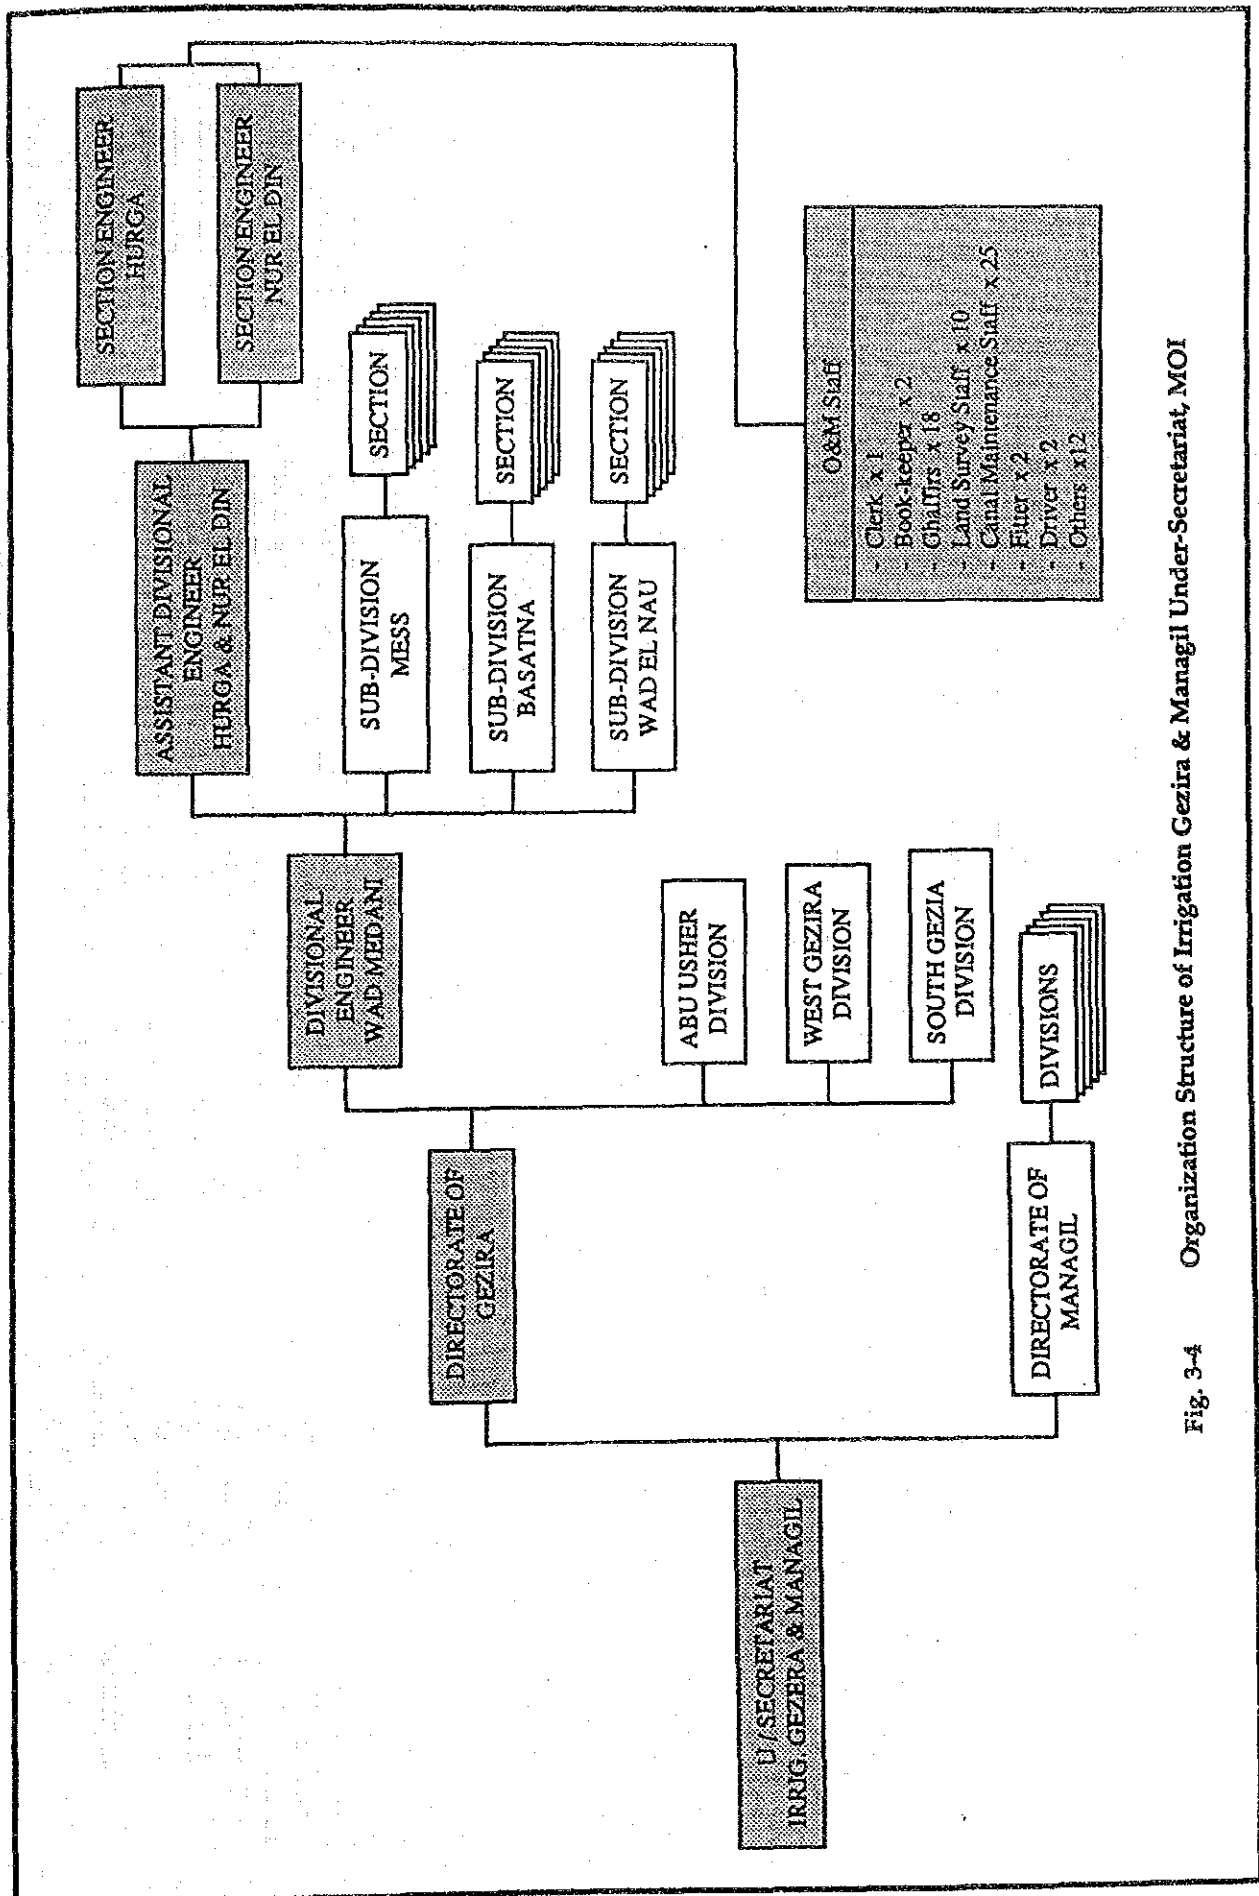 U/SECRETARIAT
IRRIG. GEZERA & MANAGIL
DIRECTORATE OF
GEZIRA
DIRECTORATE OF
MANAGIL
DIVISIONAL
ENGINEER
WAD MEDANI
ABU USHER
DIVISION
WEST GEZIRA
DIVISION
SOUTH GEZIA
DIVISION
DIVISIONS
ASSISTANT DIVISIONAL
ENGINEER
HURGA & NUR EL DIN
SUB-DIVISION
MESS
SUB-DIVISION
BASATNA
SUB-DIVISION
WAD EL NAU
SECTION
SECTION
SECTION
SECTION ENGINEER
HURGA
SECTION ENGINEER
NUR EL DIN
O&M Staff
- Clerk x 1
- Book-keeper x 2
- Ghaffirs x 18
- Land Survey Staff x 10
- Canal Maintenance Staff x 25
- Fitter x 2
- Driver x 2
- Others x12
Fig. 3-4 Organization Structure of Irrigation Gezira & Managil Under-Secretariat, MOI